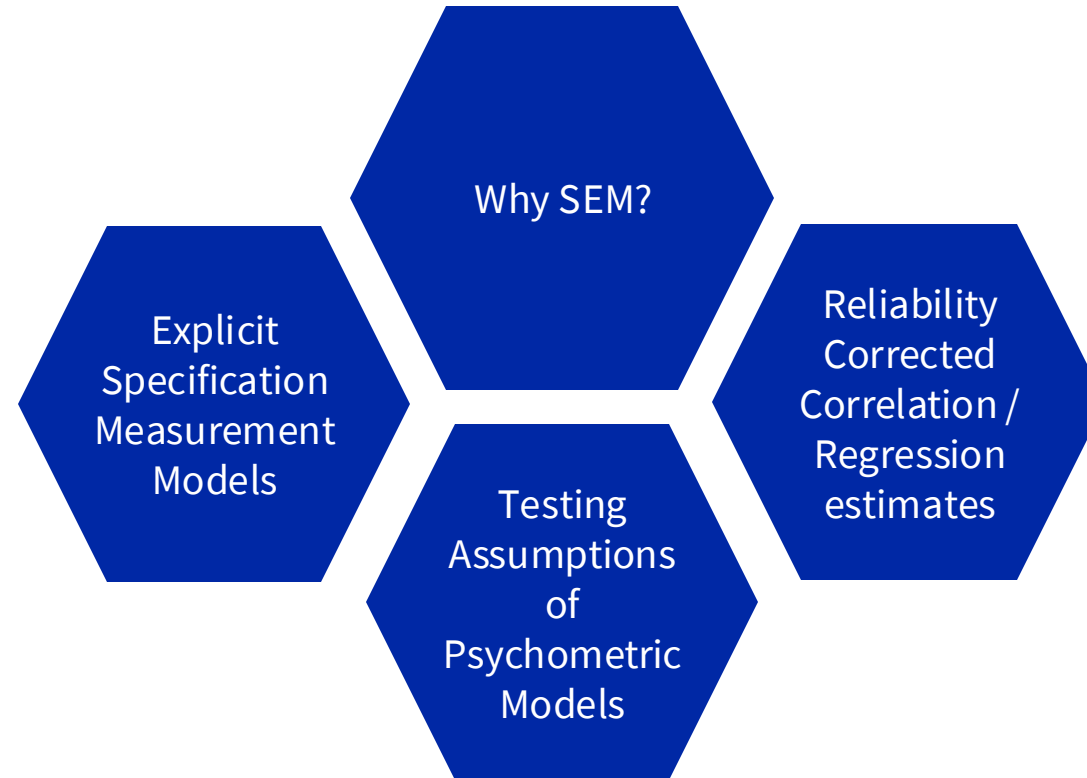 Why SEM?
Explicit
Specification
Measurement
Models
Testing
Assumptions
of
Psychometric
Models
Reliability
Corrected
Correlation /
Regression
estimates